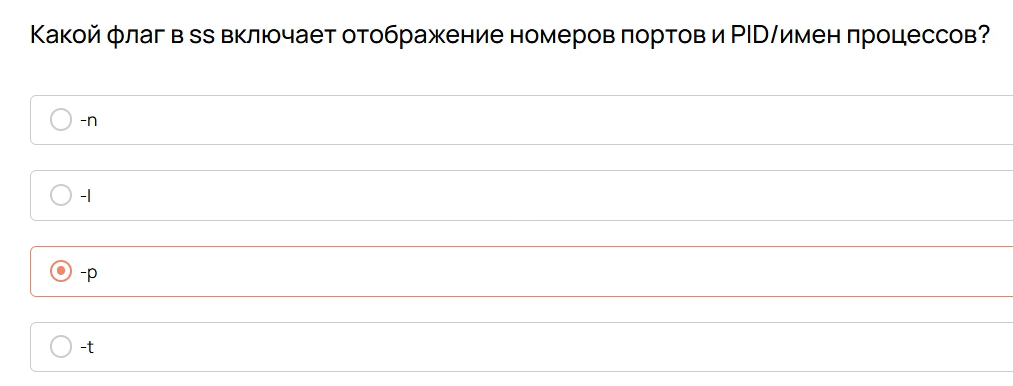 Какой флаг в ss включает отображение номеров портов и PID/имен процессов?
-n
-l
-p
-t